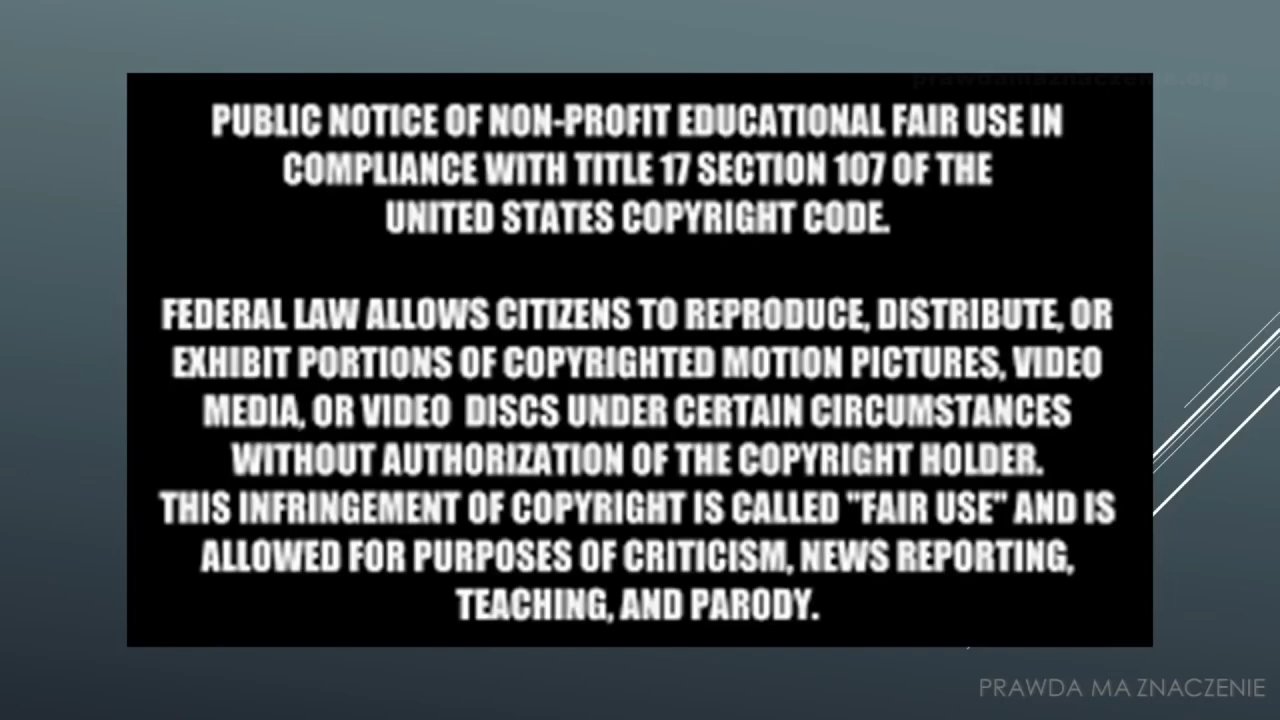 prawdamaznaczenie.org
PUBLIC NOTICE OF NON-PROFIT EDUCATIONAL FAIR USE IN
COMPLIANCE WITH TITLE 17 SECTION 107 OF THE
UNITED STATES COPYRIGHT CODE.
FEDERAL LAW ALLOWS CITIZENS TO REPRODUCE, DISTRIBUTE, OR
EXHIBIT PORTIONS OF COPYRIGHTED MOTION PICTURES, VIDEO
MEDIA, OR VIDEO DISCS UNDER CERTAIN CIRCUMSTANCES
WITHOUT AUTHORIZATION OF THE COPYRIGHT HOLDER.
THIS INFRINGEMENT OF COPYRIGHT IS CALLED "FAIR USE" AND IS
ALLOWED FOR PURPOSES OF CRITICISM, NEWS REPORTING,
TEACHING, AND PARODY.
PRAWDA MA ZNACZENIE